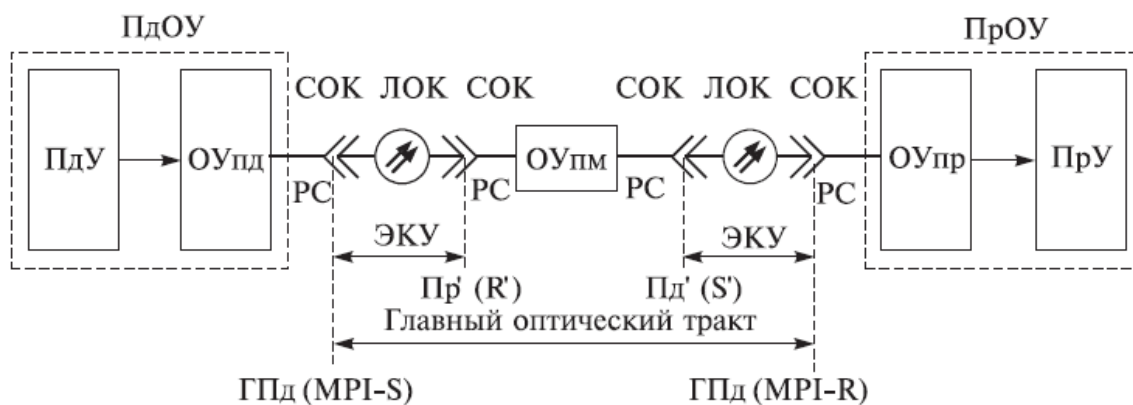 ПдОУ ПрОУ
СОК ЛОК СОК СОК ЛОК СОК
ПдУ ОУпд ОУпм ОУпр ПрУ
РС РС РС РС
ЭКУ ЭКУ
Пр' (R') Пд' (S')
Главный оптический тракт
ГПд (MPI-S) ГПд (MPI-R)